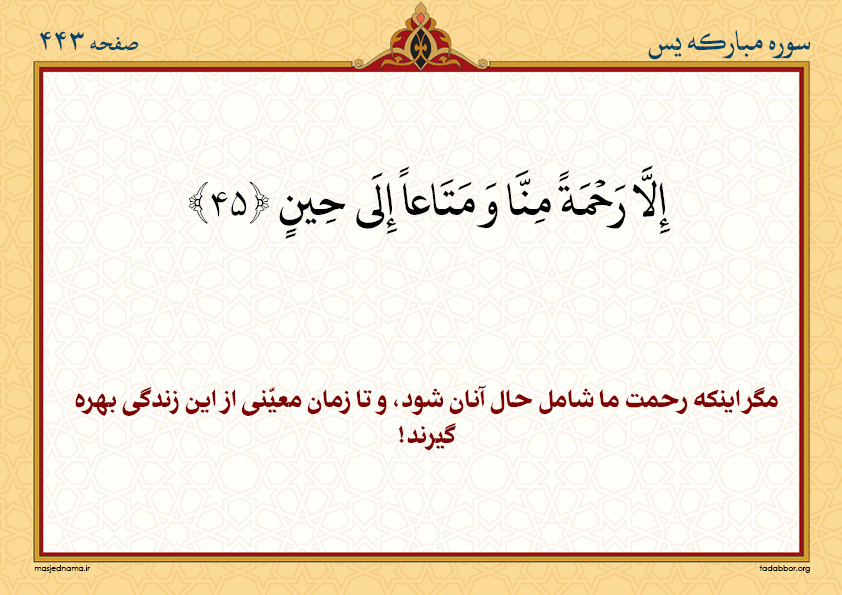 سوره مبارکه یس
صفحه ۴۴۳
إِلَّا رَحْمَةً مِنَّا وَ مَتَاعاً إِلَى حِينٍ ﴿۴۵﴾
مگر اینکه رحمت ما شامل حال آنان شود، و تا زمان معیّنی از این زندگی بهره
گیرند!
masjednama.ir
tadabbor.org